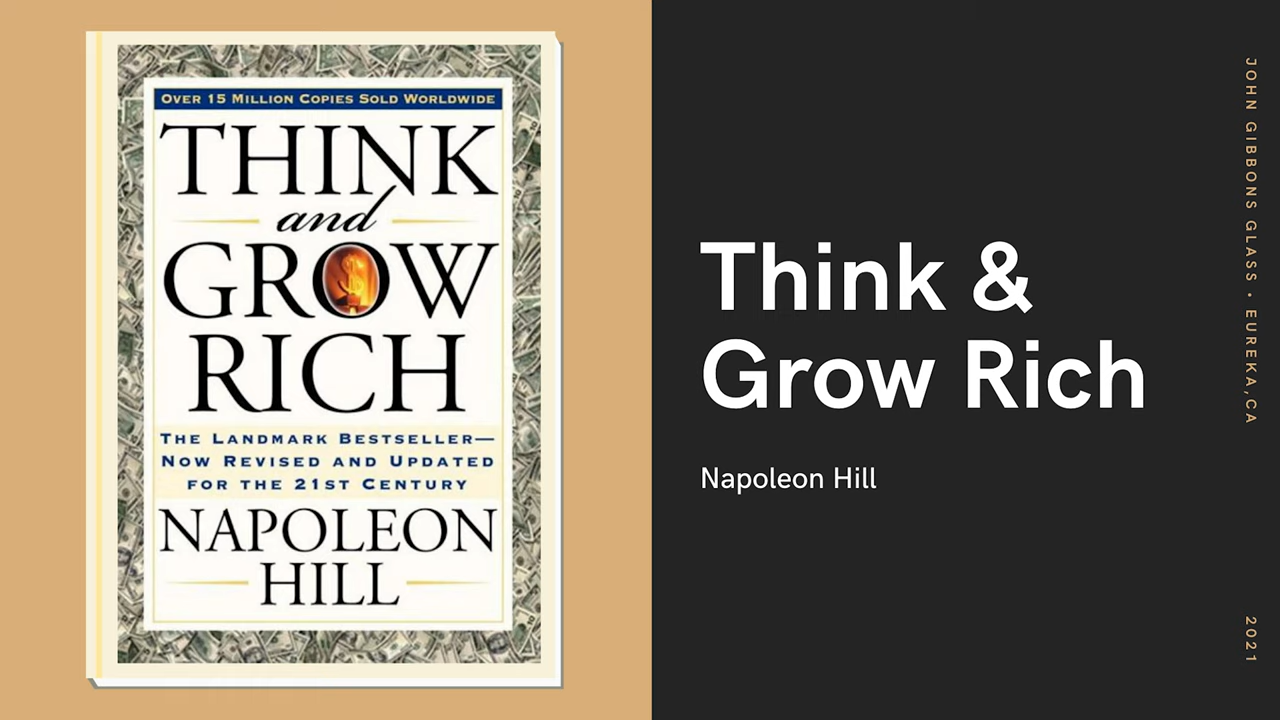 OVER 15 MILLION COPIES SOLD WORLDWIDE
THINK
and
GROW
RICH
THE LANDMARK BESTSELLER—
NOW REVISED AND UPDATED
FOR THE 21ST CENTURY
NAPOLEON
HILL
Think &
Grow Rich
Napoleon Hill
JOHN GIBBONS GLASS • EUREKA,CA
2021